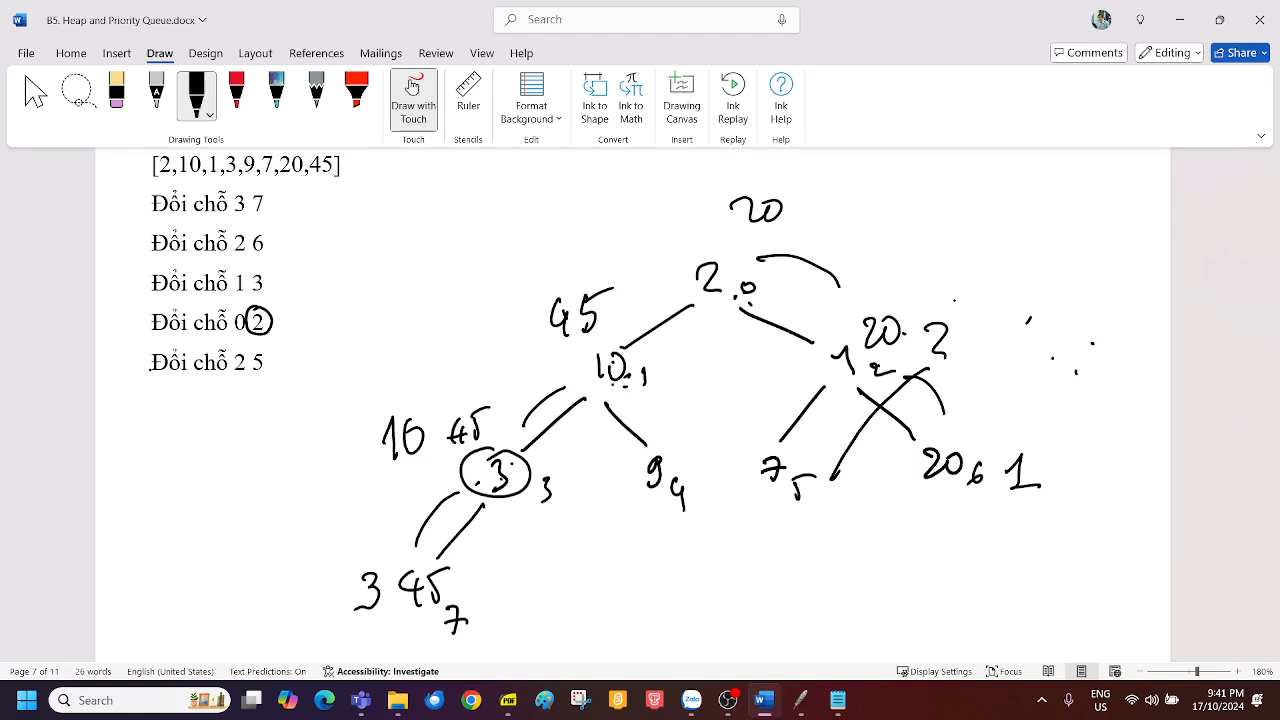 B5. Heap and Priority Queue.docx
Search
File Home Insert Draw Design Layout References Mailings Review View Help
Comments Editing Share
A
Draw with Touch
Ruler
Format Background
Ink to Shape
Ink to Math
Drawing Canvas
Ink Replay
Ink Help
Drawing Tools Touch Stencils Edit Convert Insert Replay Help
[2,10,1,3,9,7,20,45]
Đổi chỗ 3 7
Đổi chỗ 2 6
Đổi chỗ 1 3
Đổi chỗ 0 2
Đổi chỗ 2 5
20
2 0
45
20 2
10 1
1 2
10 45
3 3
9 4
7 5
20 6 1
3 45
7
Page 7 of 11 26 words English (United States) Text Predictions: On Accessibility: Investigate Display Settings Focus 180%
Search
PDF
Zalo
ENG
US
9:41 PM
17/10/2024